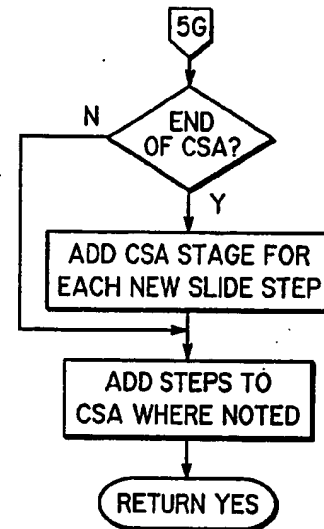 5G
END
OF CSA?
N
Y
ADD CSA STAGE FOR
EACH NEW SLIDE STEP
ADD STEPS TO
CSA WHERE NOTED
RETURN YES